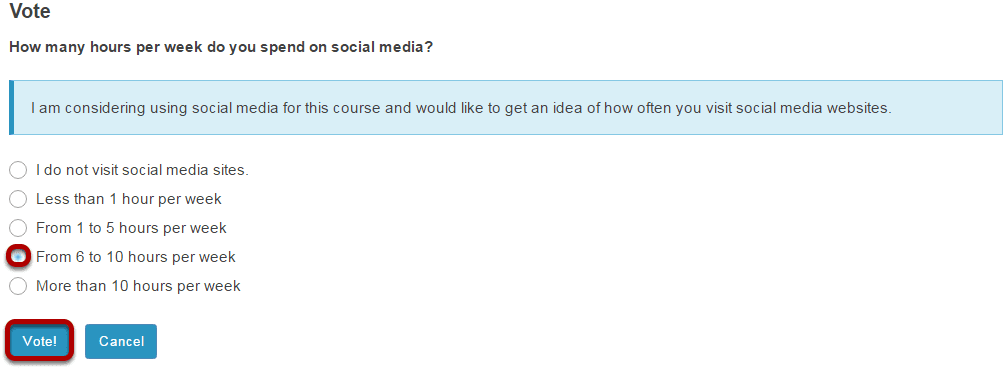 Vote
How many hours per week do you spend on social media?
I am considering using social media for this course and would like to get an idea of how often you visit social media websites.
I do not visit social media sites.
Less than 1 hour per week
From 1 to 5 hours per week
From 6 to 10 hours per week
More than 10 hours per week
Vote! Cancel